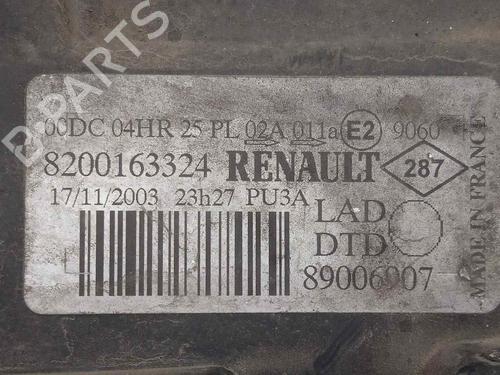 B-PARTS
00DC 04HR 25 PL 02A 011a E2 9060
8200163324 RENAULT 287
17/11/2003 23h27 PU3A
LAD
DTD
89006907
MADE IN FRANCE